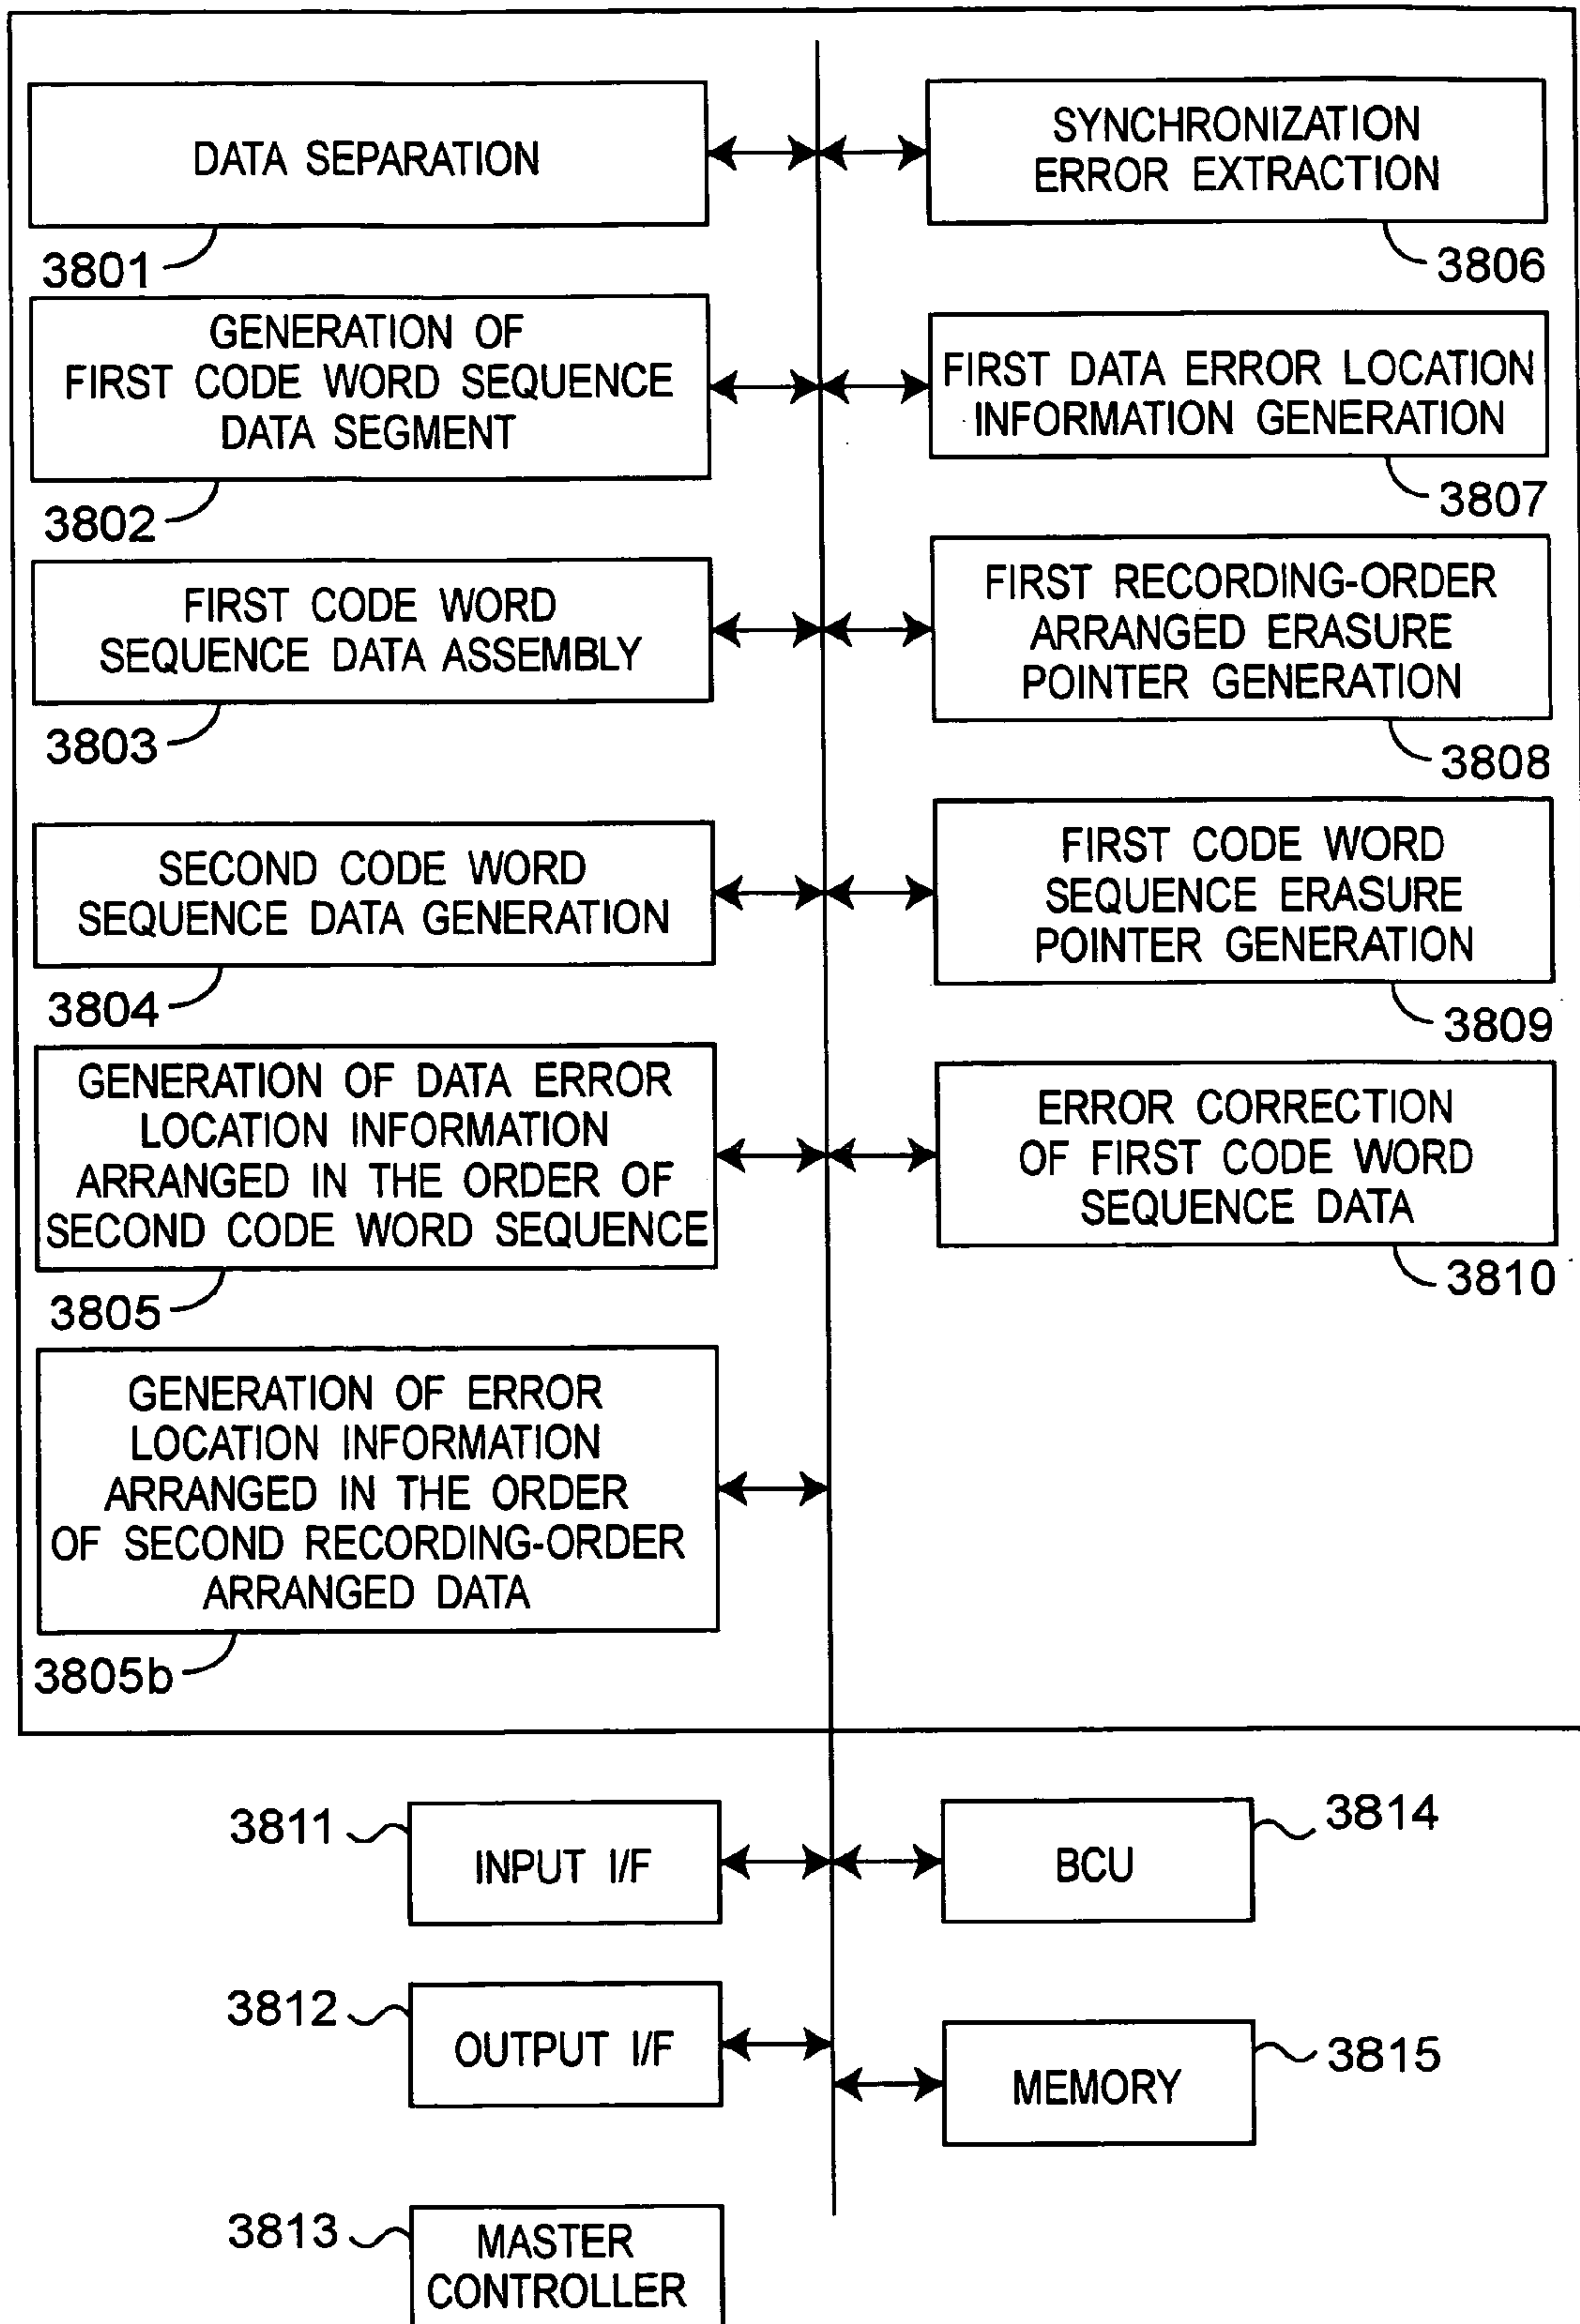 DATA SEPARATION
3801
GENERATION OF
FIRST CODE WORD SEQUENCE
DATA SEGMENT
3802
FIRST CODE WORD
SEQUENCE DATA ASSEMBLY
3803
SECOND CODE WORD
SEQUENCE DATA GENERATION
3804
GENERATION OF DATA ERROR
LOCATION INFORMATION
ARRANGED IN THE ORDER OF
SECOND CODE WORD SEQUENCE
3805
GENERATION OF ERROR
LOCATION INFORMATION
ARRANGED IN THE ORDER
OF SECOND RECORDING-ORDER
ARRANGED DATA
3805b
SYNCHRONIZATION
ERROR EXTRACTION
3806
FIRST DATA ERROR LOCATION
INFORMATION GENERATION
3807
FIRST RECORDING-ORDER
ARRANGED ERASURE
POINTER GENERATION
3808
FIRST CODE WORD
SEQUENCE ERASURE
POINTER GENERATION
3809
ERROR CORRECTION
OF FIRST CODE WORD
SEQUENCE DATA
3810
3811
INPUT I/F
3812
OUTPUT I/F
3813
MASTER
CONTROLLER
3814
BCU
3815
MEMORY